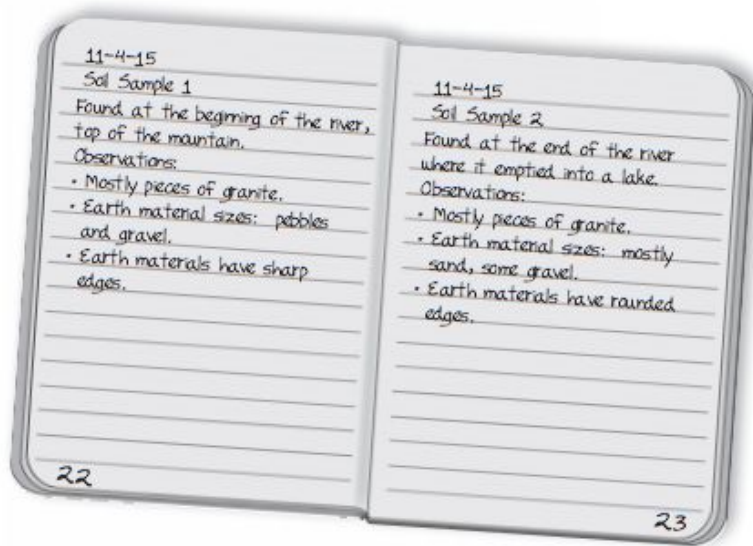 11-4-15
Soil Sample 1
Found at the beginning of the river,
top of the mountain.
Observations:
• Mostly pieces of granite.
• Earth material sizes: pebbles
and gravel.
• Earth materials have sharp
edges.
22
11-4-15
Soil Sample 2
Found at the end of the river
where it emptied into a lake.
Observations:
• Mostly pieces of granite.
• Earth material sizes: mostly
sand, some gravel.
• Earth materials have rounded
edges.
23